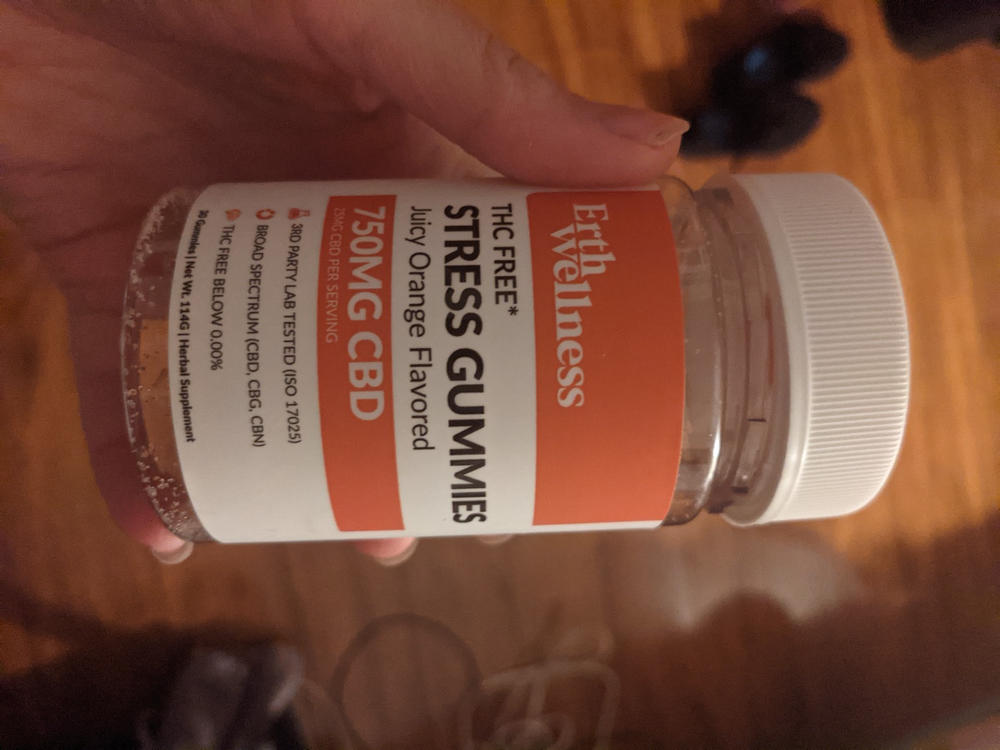 Erth
Wellness
THC FREE*
STRESS GUMMIES
Juicy Orange Flavored
750MG CBD
25MG CBD PER SERVING
3RD PARTY LAB TESTED (ISO 17025)
BROAD SPECTRUM (CBD, CBG, CBN)
THC FREE BELOW 0.00%
30 Gummies | Net Wt. 114G | Herbal Supplement